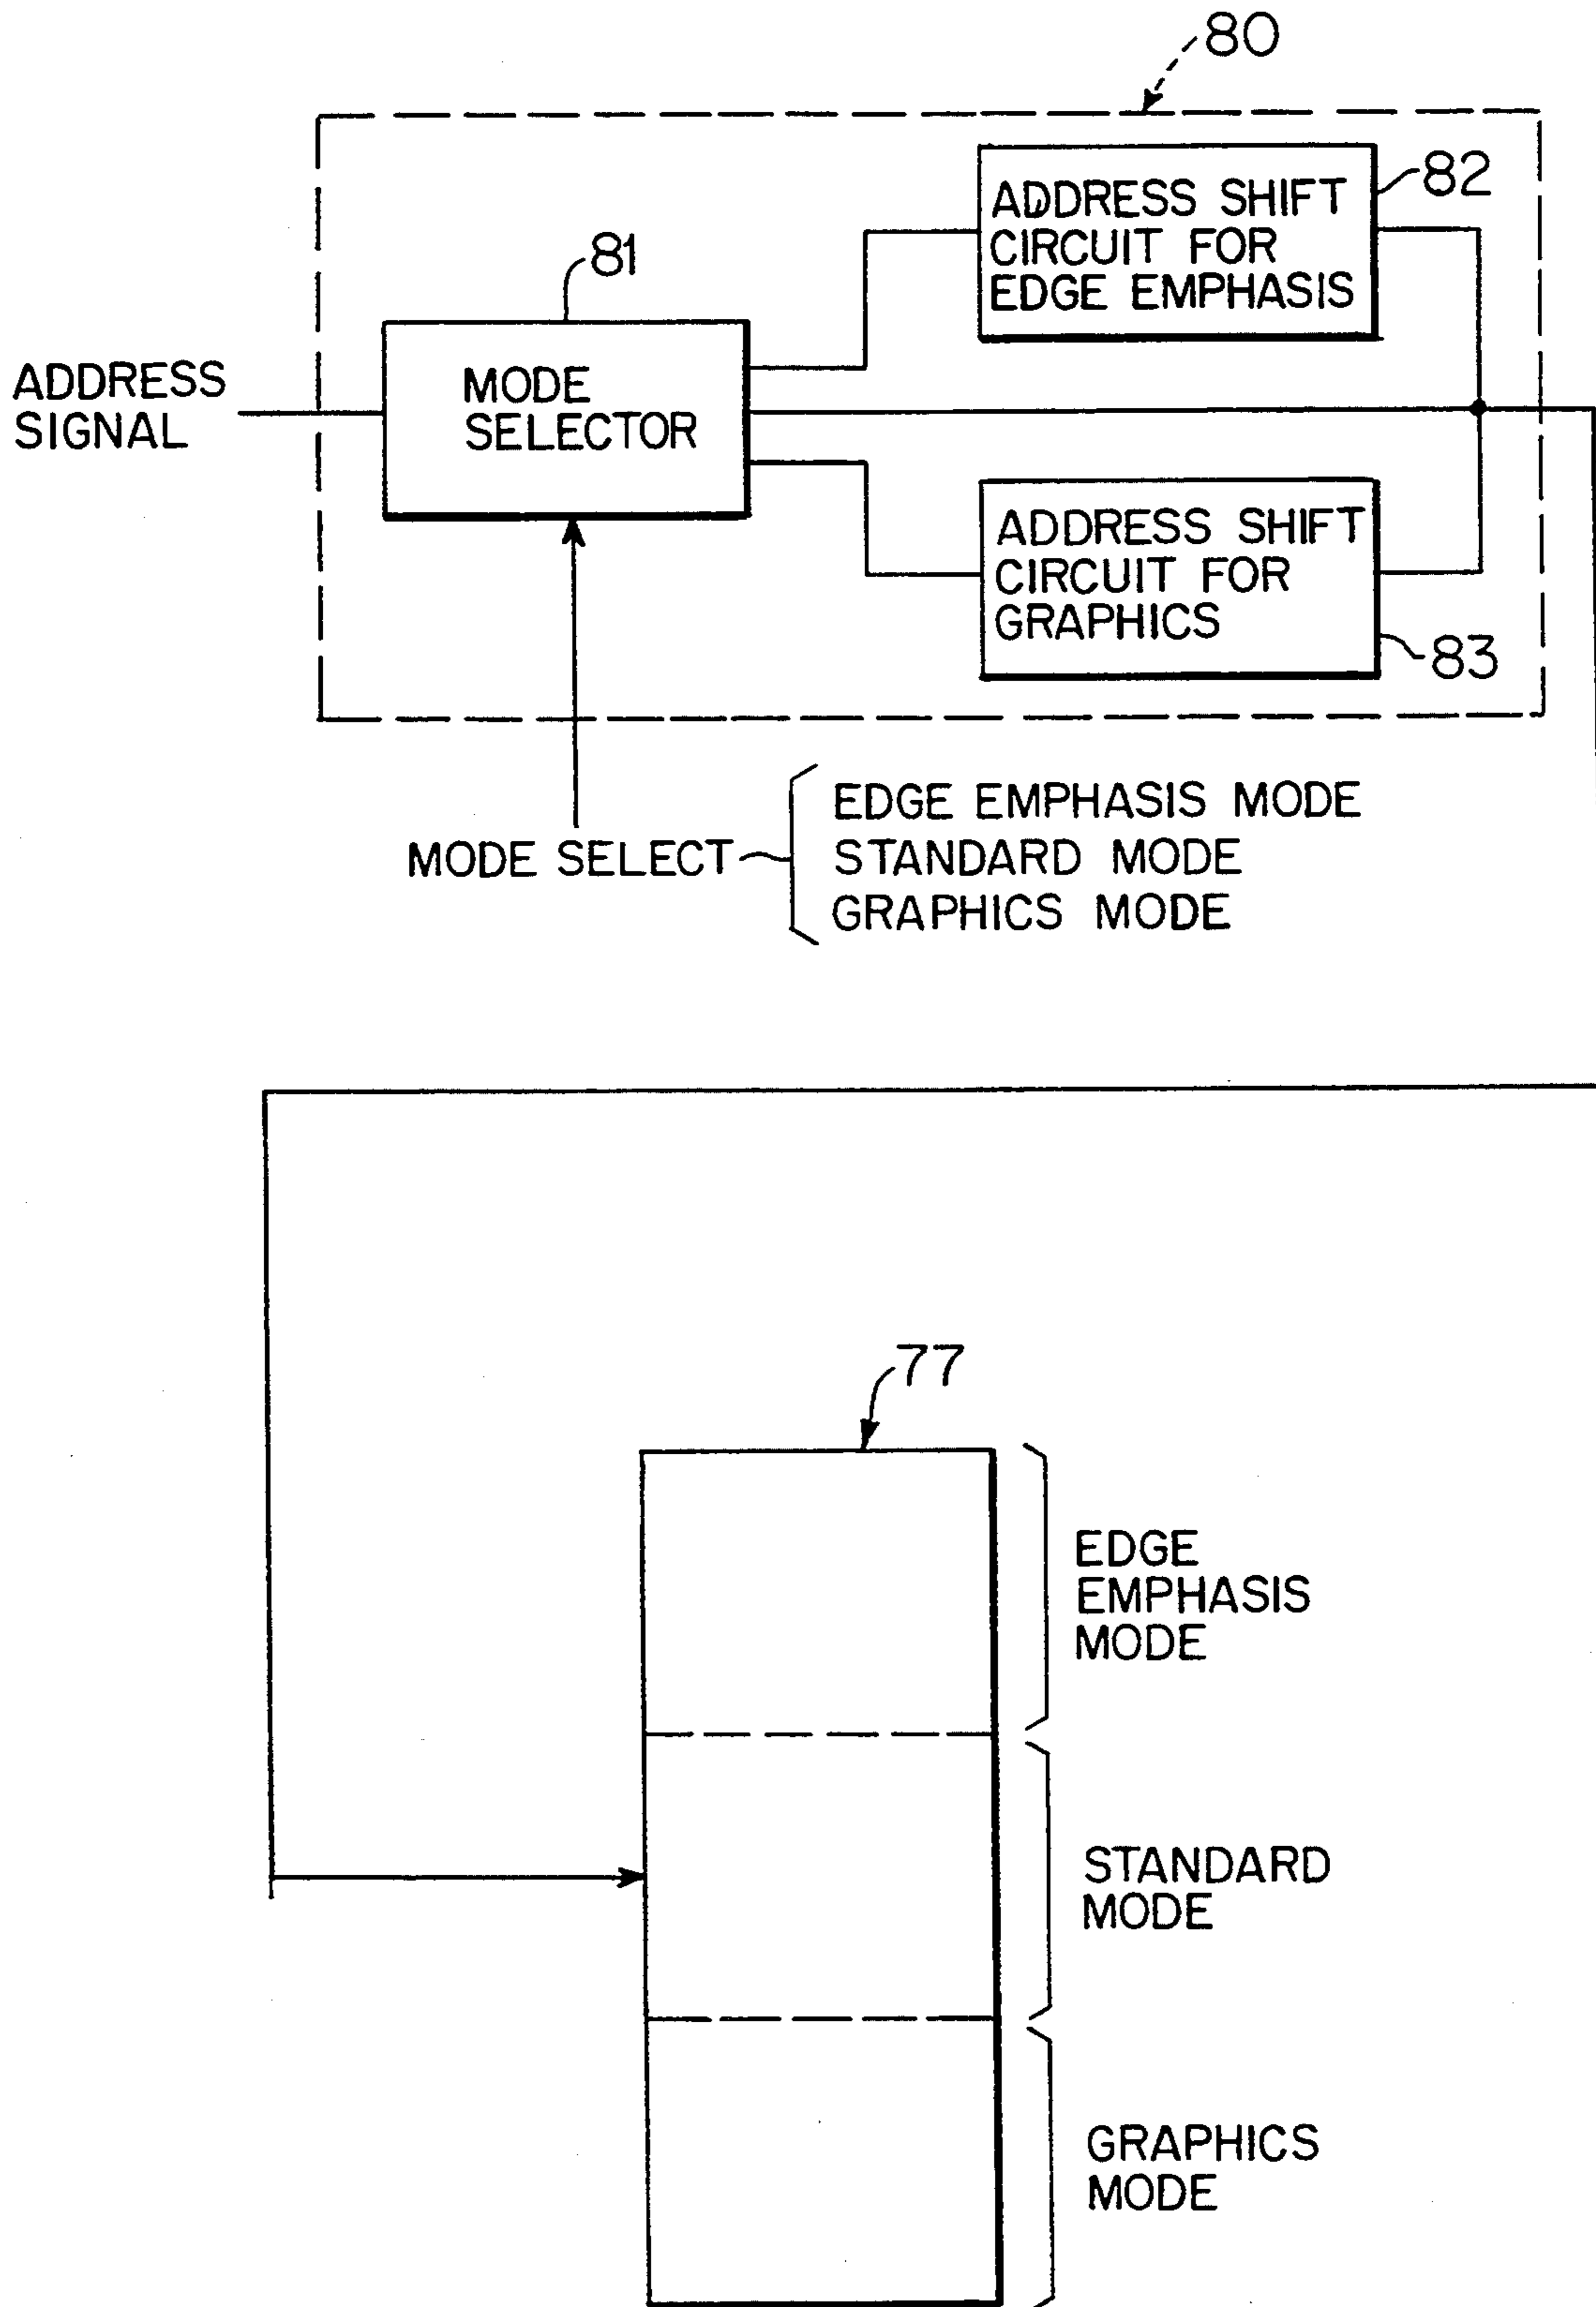 80
ADDRESS SHIFT
CIRCUIT FOR
EDGE EMPHASIS
82
81
ADDRESS
SIGNAL
MODE
SELECTOR
ADDRESS SHIFT
CIRCUIT FOR
GRAPHICS
83
MODE SELECT
EDGE EMPHASIS MODE
STANDARD MODE
GRAPHICS MODE
77
EDGE
EMPHASIS
MODE
STANDARD
MODE
GRAPHICS
MODE